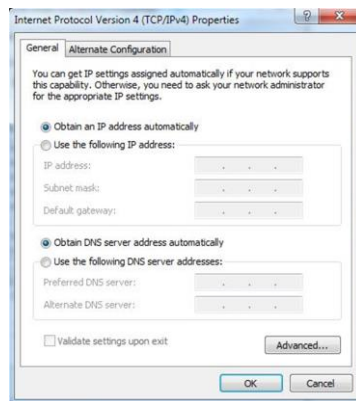 Internet Protocol Version 4 (TCP/IPv4) Properties
General
Alternate Configuration
You can get IP settings assigned automatically if your network supports
this capability. Otherwise, you need to ask your network administrator
for the appropriate IP settings.
Obtain an IP address automatically
Use the following IP address:
IP address:
Subnet mask:
Default gateway:
Obtain DNS server address automatically
Use the following DNS server addresses:
Preferred DNS server:
Alternate DNS server:
Validate settings upon exit
Advanced...
OK
Cancel